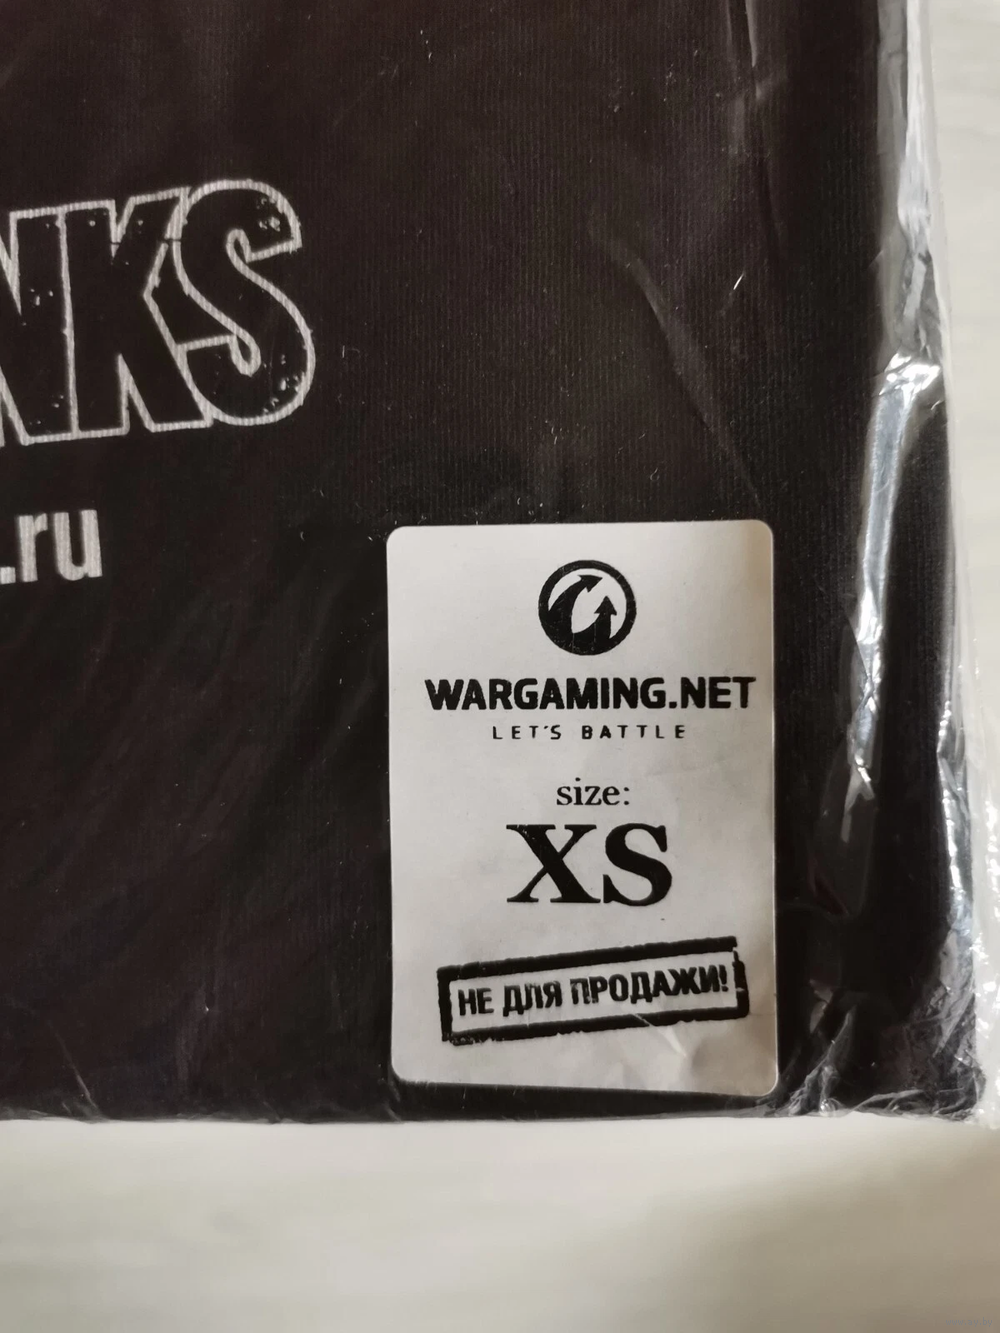 NKS
.ru
WARGAMING.NET
LET'S BATTLE
size:
XS
НЕ ДЛЯ ПРОДАЖИ!